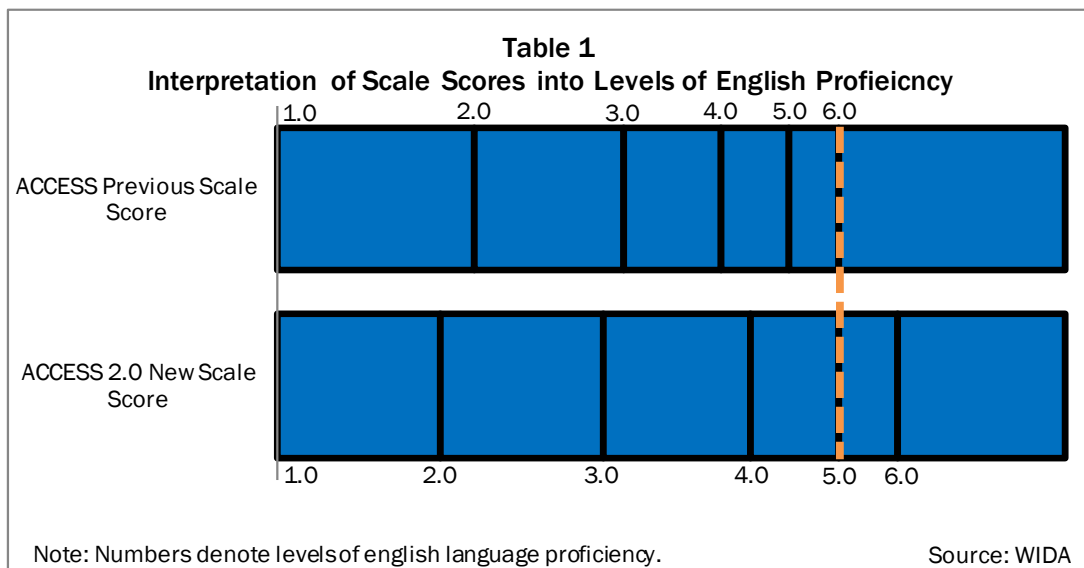 Table 1
Interpretation of Scale Scores into Levels of English Profieicncy
1.0 2.0 3.0 4.0 5.0 6.0
ACCESS Previous Scale
Score
ACCESS 2.0 New Scale
Score
1.0 2.0 3.0 4.0 5.0 6.0
Note: Numbers denote levels of english language proficiency. Source: WIDA